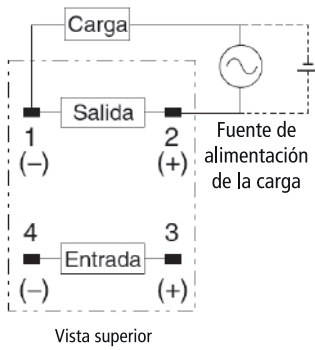 Carga
Salida
1 2
(–) (+)
Fuente de
alimentación
de la carga
4 3
Entrada
(–) (+)
Vista superior